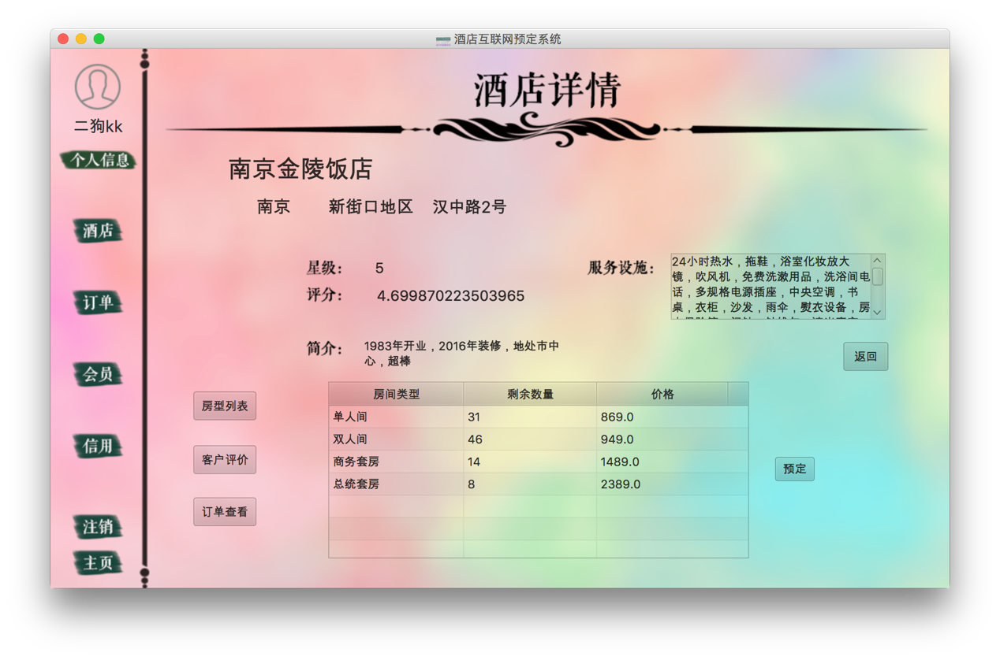 酒店互联网预定系统
二狗kk
个人信息
酒店
订单
会员
信用
注销
主页
酒店详情
南京金陵饭店
南京 新街口地区 汉中路2号
星级： 5
评分： 4.699870223503965
服务设施：
24小时热水，拖鞋，浴室化妆放大
镜，吹风机，免费洗漱用品，洗浴间电
话，多规格电源插座，中央空调，书
桌，衣柜，沙发，雨伞，熨衣设备，房
简介：
1983年开业，2016年装修，地处市中
心，超棒
返回
房型列表
客户评价
订单查看
房间类型 剩余数量 价格
单人间 31 869.0
双人间 46 949.0
商务套房 14 1489.0
总统套房 8 2389.0
预定